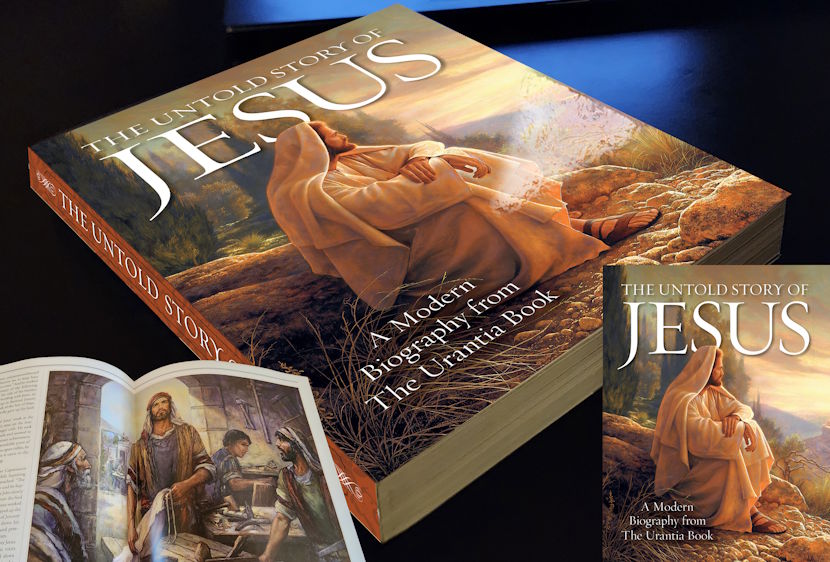 THE UNTOLD STORY OF
JESUS
A Modern
Biography from
The Urantia Book
THE UNTOLD STORY
THE UNTOLD STORY OF
JESUS
A Modern
Biography from
The Urantia Book